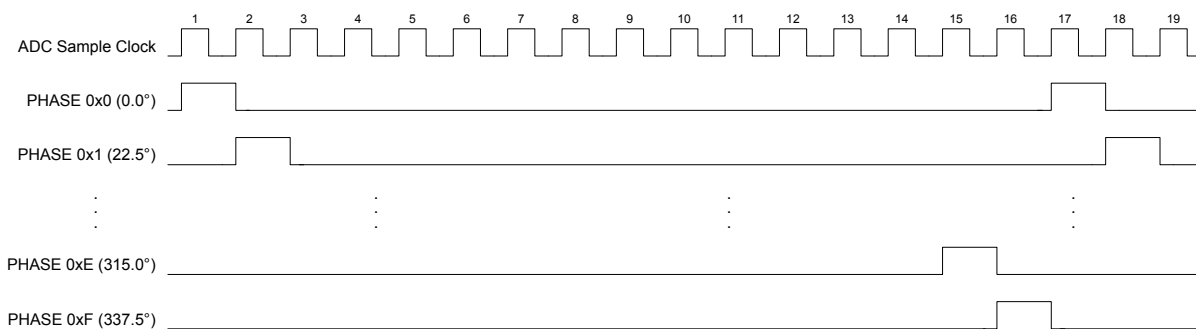 1 2 3 4 5 6 7 8 9 10 11 12 13 14 15 16 17 18 19
ADC Sample Clock
PHASE 0x0 (0.0°)
PHASE 0x1 (22.5°)
PHASE 0xE (315.0°)
PHASE 0xF (337.5°)